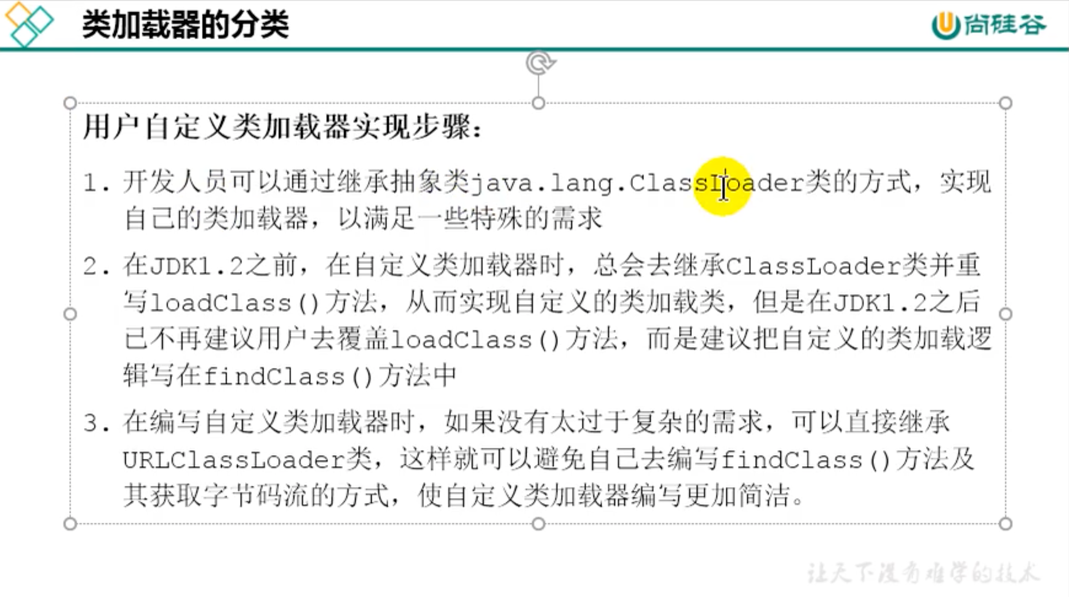 类加载器的分类
尚硅谷
用户自定义类加载器实现步骤：
1. 开发人员可以通过继承抽象类java.lang.ClassLoader类的方式，实现
自己的类加载器，以满足一些特殊的需求
2. 在JDK1.2之前，在自定义类加载器时，总会去继承ClassLoader类并重
写loadClass()方法，从而实现自定义的类加载类，但是在JDK1.2之后
已不再建议用户去覆盖loadClass()方法，而是建议把自定义的类加载逻
辑写在findClass()方法中
3. 在编写自定义类加载器时，如果没有太过于复杂的需求，可以直接继承
URLClassLoader类，这样就可以避免自己去编写findClass()方法及
其获取字节码流的方式，使自定义类加载器编写更加简洁。
让天下没有难学的技术